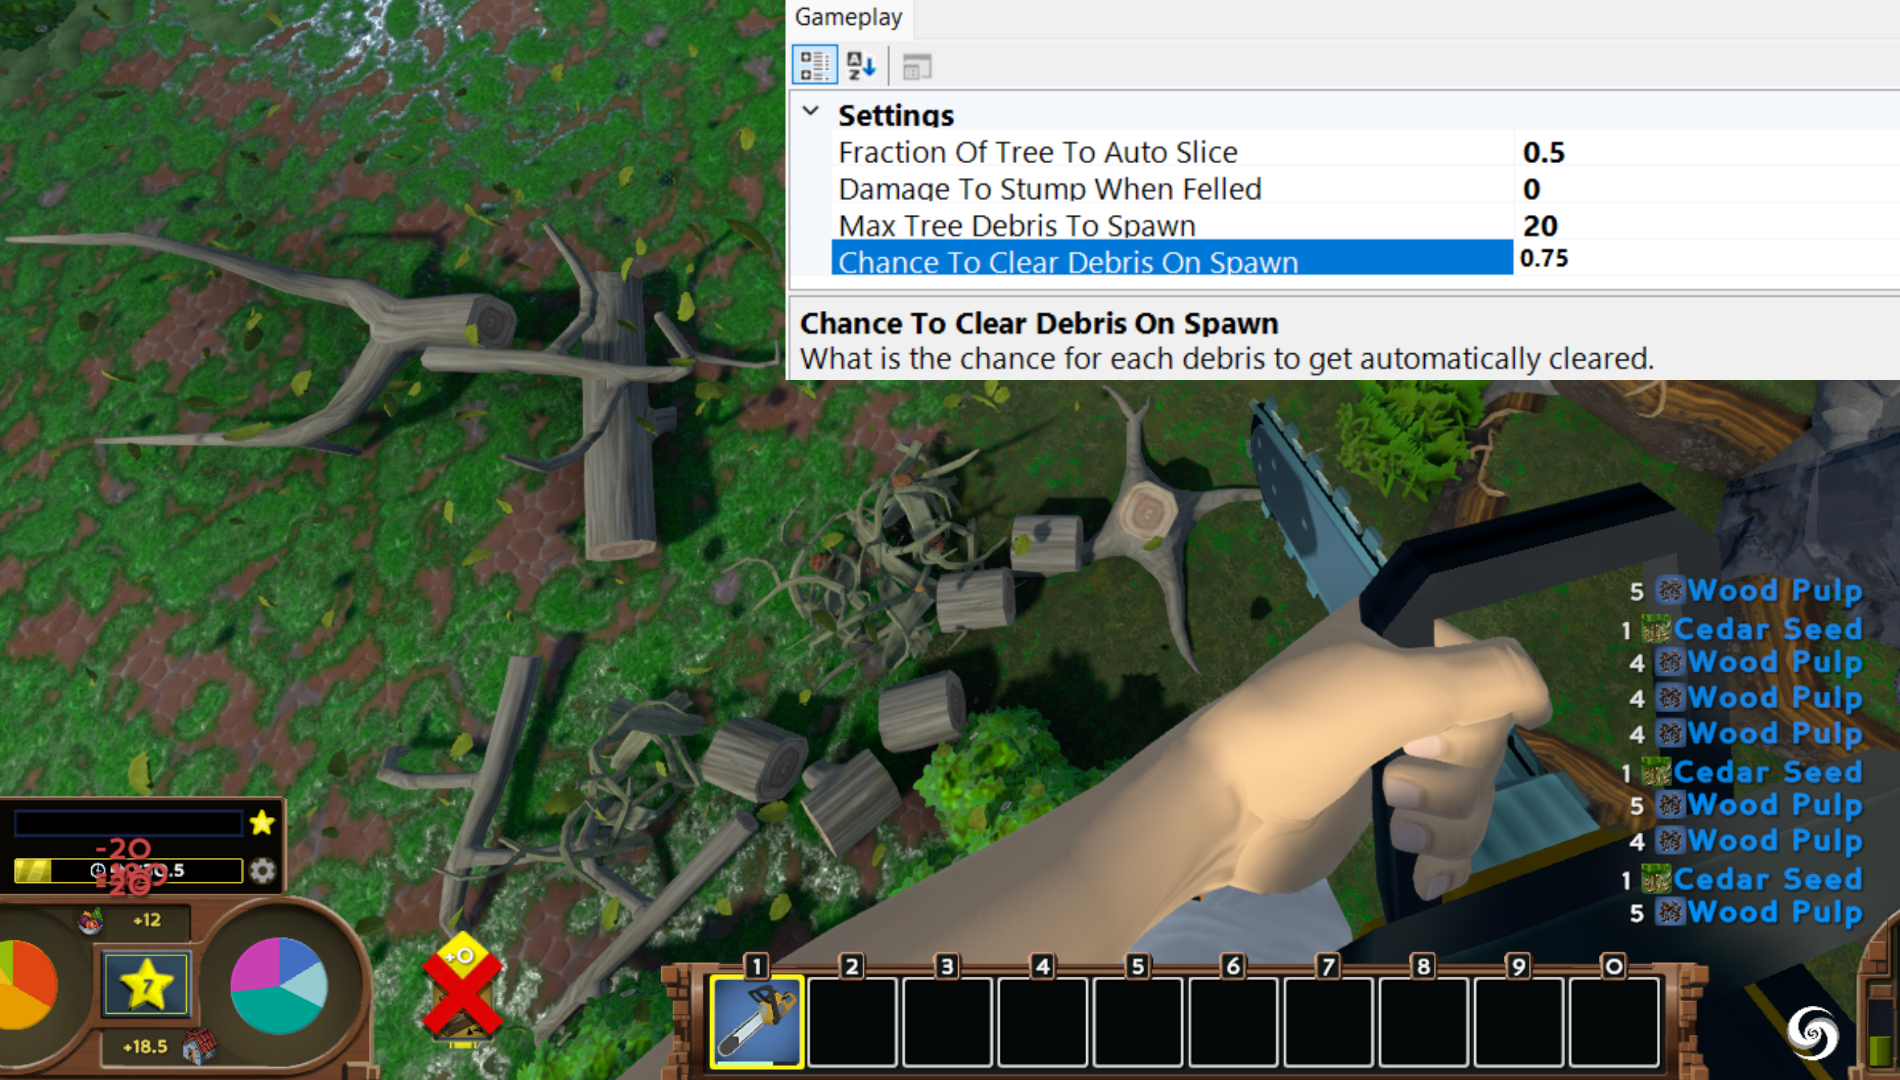 Gameplay
Settings
Fraction Of Tree To Auto Slice 0.5
Damage To Stump When Felled 0
Max Tree Debris To Spawn 20
Chance To Clear Debris On Spawn 0.75
Chance To Clear Debris On Spawn
What is the chance for each debris to get automatically cleared.
5 Wood Pulp
1 Cedar Seed
4 Wood Pulp
4 Wood Pulp
4 Wood Pulp
1 Cedar Seed
5 Wood Pulp
4 Wood Pulp
1 Cedar Seed
5 Wood Pulp
-20
-20
+12
7
+18.5
+0
1 2 3 4 5 6 7 8 9 0